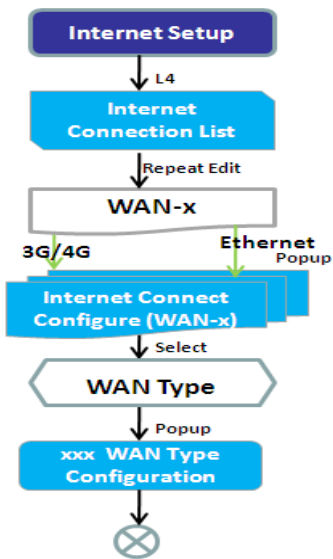 Internet Setup
L4
Internet
Connection List
Repeat Edit
WAN-x
3G/4G
Ethernet
Popup
Internet Connect
Configure (WAN-x)
Select
WAN Type
Popup
xxx WAN Type
Configuration